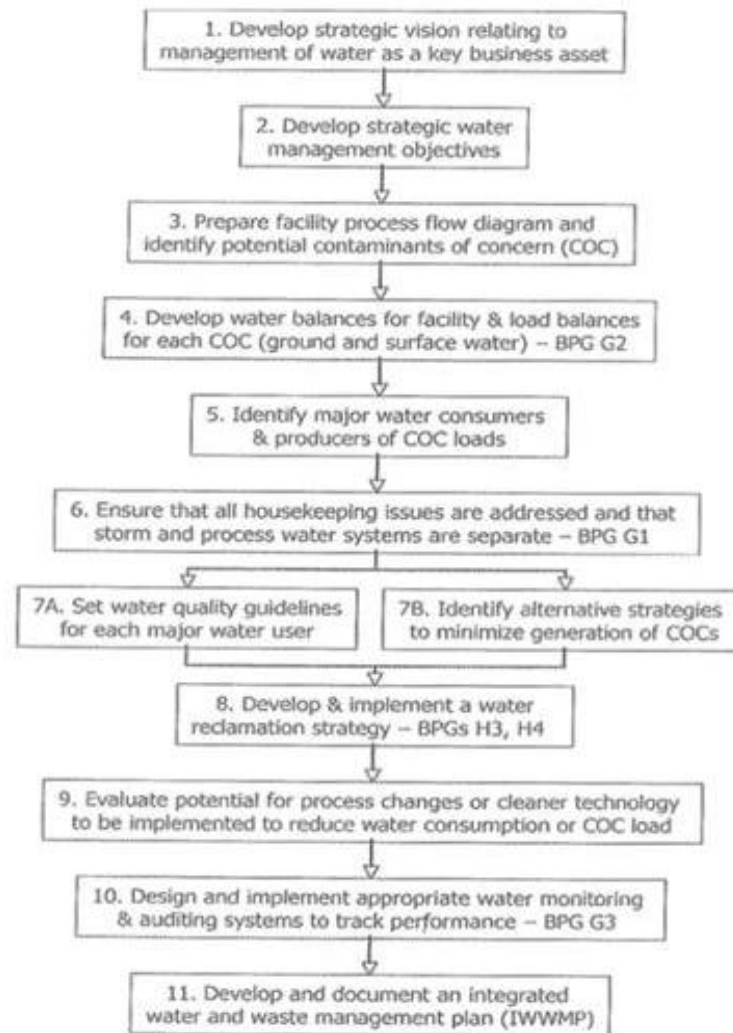 1. Develop strategic vision relating to
management of water as a key business asset
2. Develop strategic water
management objectives
3. Prepare facility process flow diagram and
identify potential contaminants of concern (COC)
4. Develop water balances for facility & load balances
for each COC (ground and surface water) – BPG G2
5. Identify major water consumers
& producers of COC loads
6. Ensure that all housekeeping issues are addressed and that
storm and process water systems are separate – BPG G1
7A. Set water quality guidelines
for each major water user
7B. Identify alternative strategies
to minimize generation of COCs
8. Develop & implement a water
reclamation strategy – BPGs H3, H4
9. Evaluate potential for process changes or cleaner technology
to be implemented to reduce water consumption or COC load
10. Design and implement appropriate water monitoring
& auditing systems to track performance – BPG G3
11. Develop and document an integrated
water and waste management plan (IWWMP)